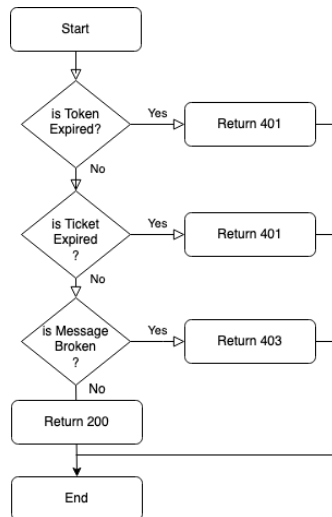 Start
is Token
Expired?
Yes
Return 401
No
is Ticket
Expired
?
Yes
Return 401
No
is Message
Broken
?
Yes
Return 403
No
Return 200
End